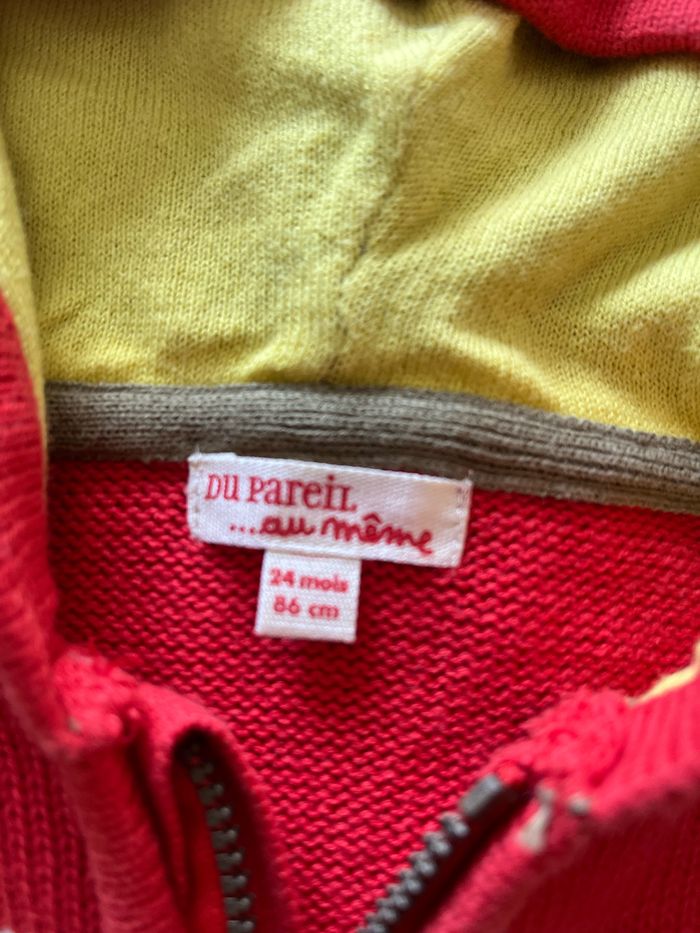 DU PAREIL
...au même
24 mois
86 cm